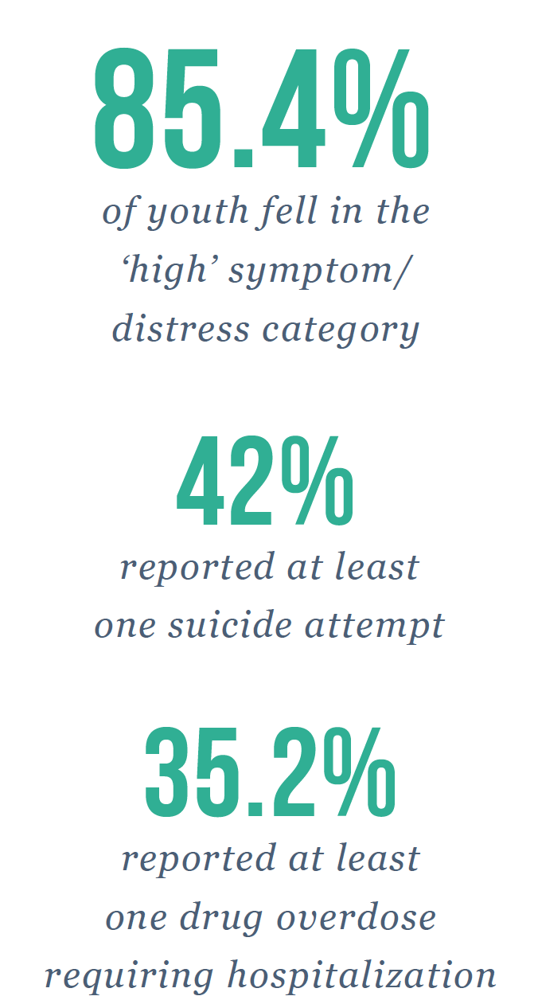 85.4%
of youth fell in the
‘high’ symptom/
distress category
42%
reported at least
one suicide attempt
35.2%
reported at least
one drug overdose
requiring hospitalization